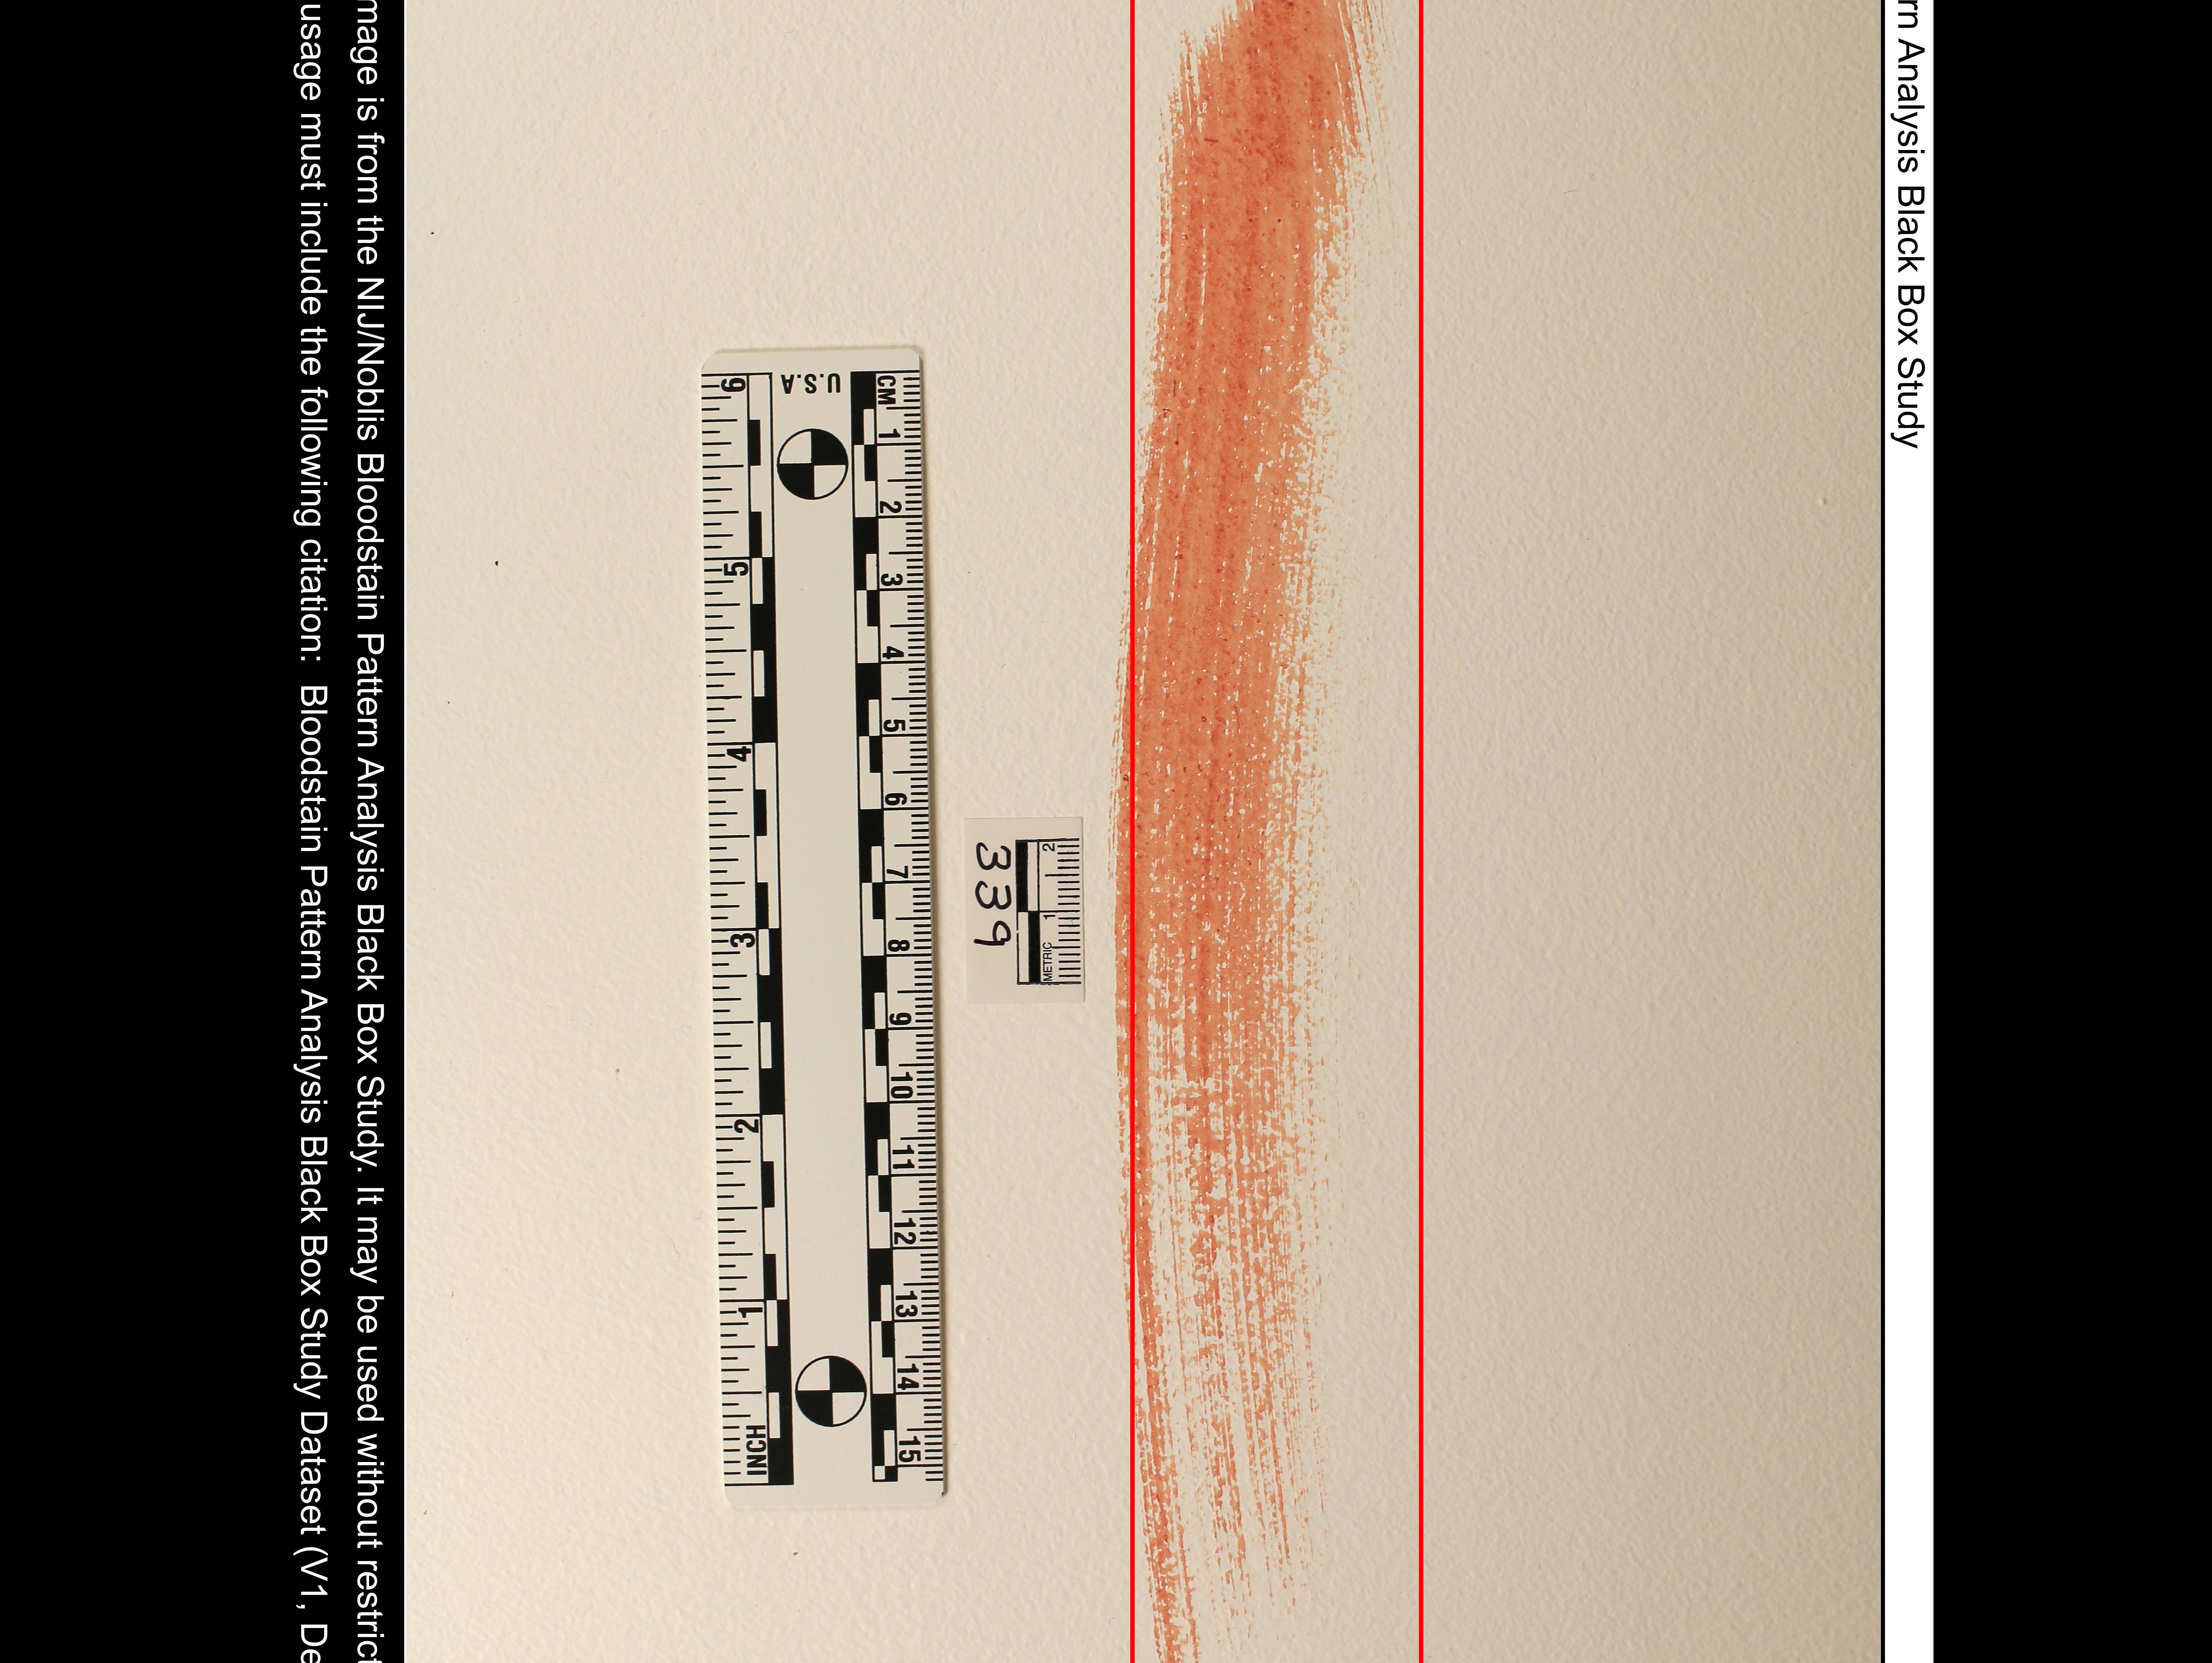 rn Analysis Black Box Study
CM 1 2 3 4 5 6 7 8 9 10 11 12 13 14 15
U.S.A
6 5 4 3 2 1 INCH
2 1
METRIC
339
mage is from the NIJ/Noblis Bloodstain Pattern Analysis Black Box Study. It may be used without restrict
usage must include the following citation: Bloodstain Pattern Analysis Black Box Study Dataset (V1, De